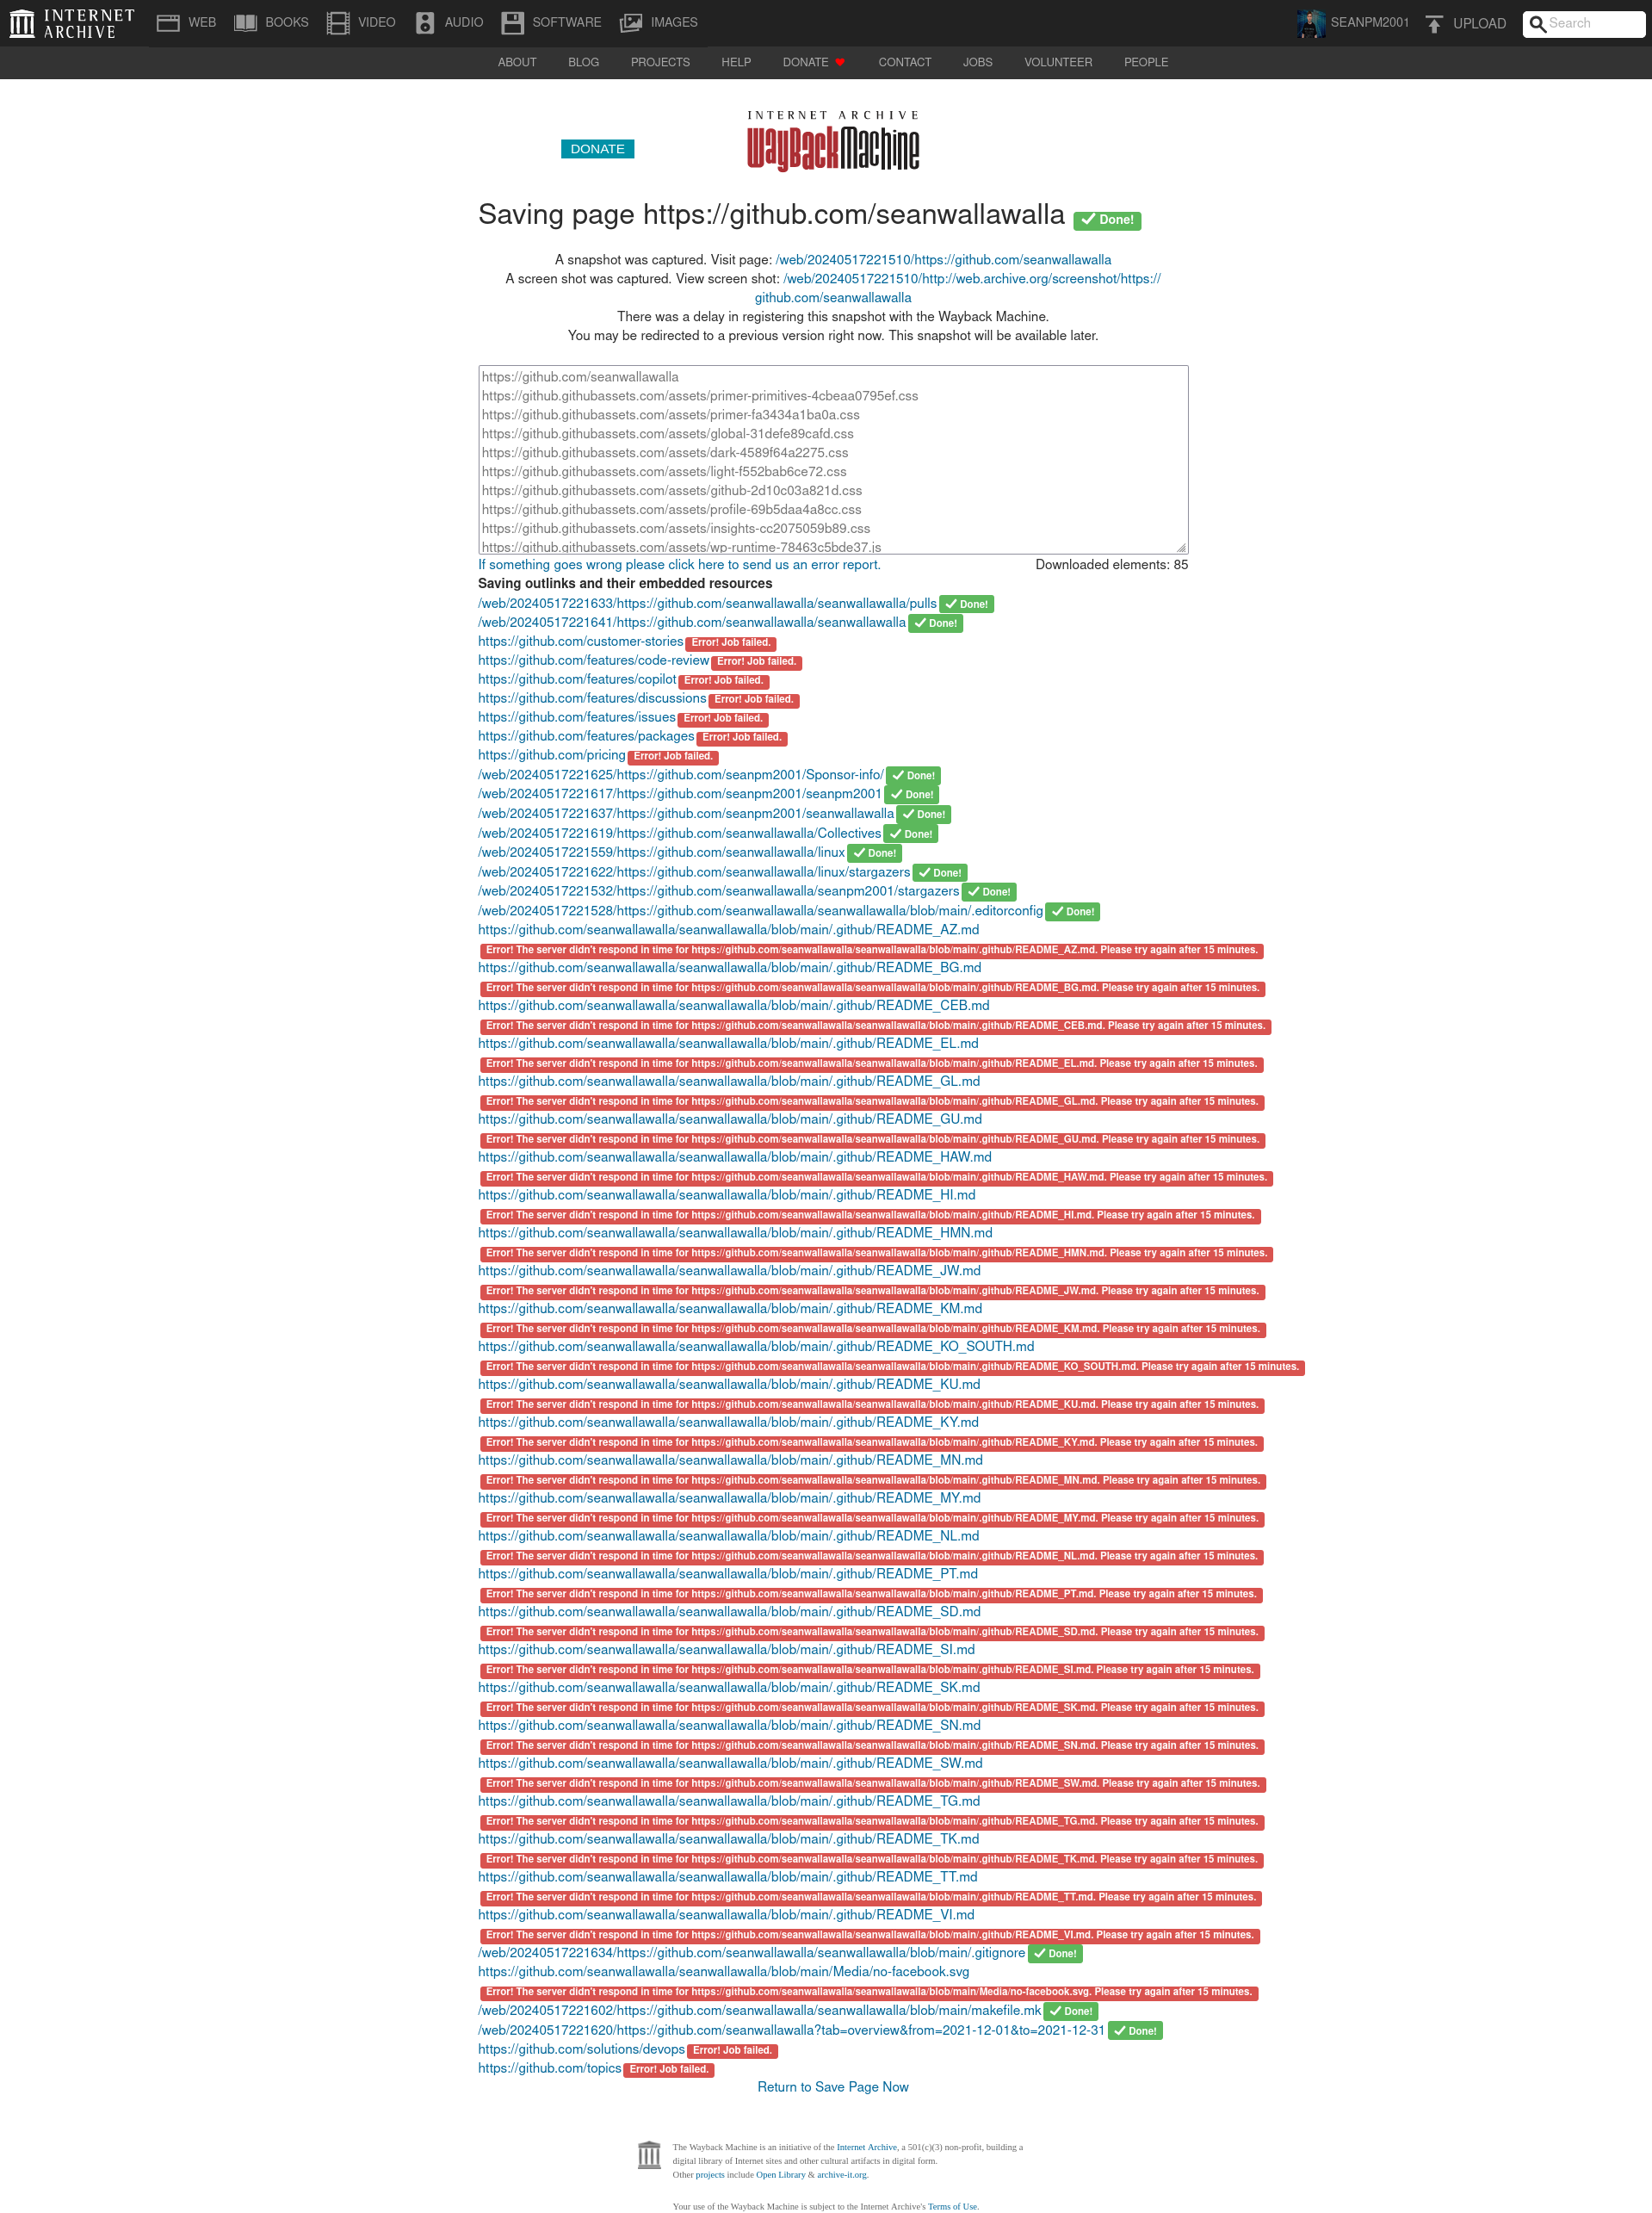 INTERNET ARCHIVE
WEB BOOKS VIDEO AUDIO SOFTWARE IMAGES SEANPM2001 UPLOAD Search
ABOUT BLOG PROJECTS HELP DONATE CONTACT JOBS VOLUNTEER PEOPLE
DONATE
INTERNET ARCHIVE
WayBackMachine
Saving page https://github.com/seanwallawalla Done!
A snapshot was captured. Visit page: /web/20240517221510/https://github.com/seanwallawalla
A screen shot was captured. View screen shot: /web/20240517221510/http://web.archive.org/screenshot/https://
github.com/seanwallawalla
There was a delay in registering this snapshot with the Wayback Machine.
You may be redirected to a previous version right now. This snapshot will be available later.
https://github.com/seanwallawalla
https://github.githubassets.com/assets/primer-primitives-4cbeaa0795ef.css
https://github.githubassets.com/assets/primer-fa3434a1ba0a.css
https://github.githubassets.com/assets/global-31defe89cafd.css
https://github.githubassets.com/assets/dark-4589f64a2275.css
https://github.githubassets.com/assets/light-f552bab6ce72.css
https://github.githubassets.com/assets/github-2d10c03a821d.css
https://github.githubassets.com/assets/profile-69b5daa4a8cc.css
https://github.githubassets.com/assets/insights-cc2075059b89.css
https://github.githubassets.com/assets/wp-runtime-78463c5bde37.js
If something goes wrong please click here to send us an error report. Downloaded elements: 85
Saving outlinks and their embedded resources
/web/20240517221633/https://github.com/seanwallawalla/seanwallawalla/pulls Done!
/web/20240517221641/https://github.com/seanwallawalla/seanwallawalla Done!
https://github.com/customer-stories Error! Job failed.
https://github.com/features/code-review Error! Job failed.
https://github.com/features/copilot Error! Job failed.
https://github.com/features/discussions Error! Job failed.
https://github.com/features/issues Error! Job failed.
https://github.com/features/packages Error! Job failed.
https://github.com/pricing Error! Job failed.
/web/20240517221625/https://github.com/seanpm2001/Sponsor-info/ Done!
/web/20240517221617/https://github.com/seanpm2001/seanpm2001 Done!
/web/20240517221637/https://github.com/seanpm2001/seanwallawalla Done!
/web/20240517221619/https://github.com/seanwallawalla/Collectives Done!
/web/20240517221559/https://github.com/seanwallawalla/linux Done!
/web/20240517221622/https://github.com/seanwallawalla/linux/stargazers Done!
/web/20240517221532/https://github.com/seanwallawalla/seanpm2001/stargazers Done!
/web/20240517221528/https://github.com/seanwallawalla/seanwallawalla/blob/main/.editorconfig Done!
https://github.com/seanwallawalla/seanwallawalla/blob/main/.github/README_AZ.md
Error! The server didn't respond in time for https://github.com/seanwallawalla/seanwallawalla/blob/main/.github/README_AZ.md. Please try again after 15 minutes.
https://github.com/seanwallawalla/seanwallawalla/blob/main/.github/README_BG.md
Error! The server didn't respond in time for https://github.com/seanwallawalla/seanwallawalla/blob/main/.github/README_BG.md. Please try again after 15 minutes.
https://github.com/seanwallawalla/seanwallawalla/blob/main/.github/README_CEB.md
Error! The server didn't respond in time for https://github.com/seanwallawalla/seanwallawalla/blob/main/.github/README_CEB.md. Please try again after 15 minutes.
https://github.com/seanwallawalla/seanwallawalla/blob/main/.github/README_EL.md
Error! The server didn't respond in time for https://github.com/seanwallawalla/seanwallawalla/blob/main/.github/README_EL.md. Please try again after 15 minutes.
https://github.com/seanwallawalla/seanwallawalla/blob/main/.github/README_GL.md
Error! The server didn't respond in time for https://github.com/seanwallawalla/seanwallawalla/blob/main/.github/README_GL.md. Please try again after 15 minutes.
https://github.com/seanwallawalla/seanwallawalla/blob/main/.github/README_GU.md
Error! The server didn't respond in time for https://github.com/seanwallawalla/seanwallawalla/blob/main/.github/README_GU.md. Please try again after 15 minutes.
https://github.com/seanwallawalla/seanwallawalla/blob/main/.github/README_HAW.md
Error! The server didn't respond in time for https://github.com/seanwallawalla/seanwallawalla/blob/main/.github/README_HAW.md. Please try again after 15 minutes.
https://github.com/seanwallawalla/seanwallawalla/blob/main/.github/README_HI.md
Error! The server didn't respond in time for https://github.com/seanwallawalla/seanwallawalla/blob/main/.github/README_HI.md. Please try again after 15 minutes.
https://github.com/seanwallawalla/seanwallawalla/blob/main/.github/README_HMN.md
Error! The server didn't respond in time for https://github.com/seanwallawalla/seanwallawalla/blob/main/.github/README_HMN.md. Please try again after 15 minutes.
https://github.com/seanwallawalla/seanwallawalla/blob/main/.github/README_JW.md
Error! The server didn't respond in time for https://github.com/seanwallawalla/seanwallawalla/blob/main/.github/README_JW.md. Please try again after 15 minutes.
https://github.com/seanwallawalla/seanwallawalla/blob/main/.github/README_KM.md
Error! The server didn't respond in time for https://github.com/seanwallawalla/seanwallawalla/blob/main/.github/README_KM.md. Please try again after 15 minutes.
https://github.com/seanwallawalla/seanwallawalla/blob/main/.github/README_KO_SOUTH.md
Error! The server didn't respond in time for https://github.com/seanwallawalla/seanwallawalla/blob/main/.github/README_KO_SOUTH.md. Please try again after 15 minutes.
https://github.com/seanwallawalla/seanwallawalla/blob/main/.github/README_KU.md
Error! The server didn't respond in time for https://github.com/seanwallawalla/seanwallawalla/blob/main/.github/README_KU.md. Please try again after 15 minutes.
https://github.com/seanwallawalla/seanwallawalla/blob/main/.github/README_KY.md
Error! The server didn't respond in time for https://github.com/seanwallawalla/seanwallawalla/blob/main/.github/README_KY.md. Please try again after 15 minutes.
https://github.com/seanwallawalla/seanwallawalla/blob/main/.github/README_MN.md
Error! The server didn't respond in time for https://github.com/seanwallawalla/seanwallawalla/blob/main/.github/README_MN.md. Please try again after 15 minutes.
https://github.com/seanwallawalla/seanwallawalla/blob/main/.github/README_MY.md
Error! The server didn't respond in time for https://github.com/seanwallawalla/seanwallawalla/blob/main/.github/README_MY.md. Please try again after 15 minutes.
https://github.com/seanwallawalla/seanwallawalla/blob/main/.github/README_NL.md
Error! The server didn't respond in time for https://github.com/seanwallawalla/seanwallawalla/blob/main/.github/README_NL.md. Please try again after 15 minutes.
https://github.com/seanwallawalla/seanwallawalla/blob/main/.github/README_PT.md
Error! The server didn't respond in time for https://github.com/seanwallawalla/seanwallawalla/blob/main/.github/README_PT.md. Please try again after 15 minutes.
https://github.com/seanwallawalla/seanwallawalla/blob/main/.github/README_SD.md
Error! The server didn't respond in time for https://github.com/seanwallawalla/seanwallawalla/blob/main/.github/README_SD.md. Please try again after 15 minutes.
https://github.com/seanwallawalla/seanwallawalla/blob/main/.github/README_SI.md
Error! The server didn't respond in time for https://github.com/seanwallawalla/seanwallawalla/blob/main/.github/README_SI.md. Please try again after 15 minutes.
https://github.com/seanwallawalla/seanwallawalla/blob/main/.github/README_SK.md
Error! The server didn't respond in time for https://github.com/seanwallawalla/seanwallawalla/blob/main/.github/README_SK.md. Please try again after 15 minutes.
https://github.com/seanwallawalla/seanwallawalla/blob/main/.github/README_SN.md
Error! The server didn't respond in time for https://github.com/seanwallawalla/seanwallawalla/blob/main/.github/README_SN.md. Please try again after 15 minutes.
https://github.com/seanwallawalla/seanwallawalla/blob/main/.github/README_SW.md
Error! The server didn't respond in time for https://github.com/seanwallawalla/seanwallawalla/blob/main/.github/README_SW.md. Please try again after 15 minutes.
https://github.com/seanwallawalla/seanwallawalla/blob/main/.github/README_TG.md
Error! The server didn't respond in time for https://github.com/seanwallawalla/seanwallawalla/blob/main/.github/README_TG.md. Please try again after 15 minutes.
https://github.com/seanwallawalla/seanwallawalla/blob/main/.github/README_TK.md
Error! The server didn't respond in time for https://github.com/seanwallawalla/seanwallawalla/blob/main/.github/README_TK.md. Please try again after 15 minutes.
https://github.com/seanwallawalla/seanwallawalla/blob/main/.github/README_TT.md
Error! The server didn't respond in time for https://github.com/seanwallawalla/seanwallawalla/blob/main/.github/README_TT.md. Please try again after 15 minutes.
https://github.com/seanwallawalla/seanwallawalla/blob/main/.github/README_VI.md
Error! The server didn't respond in time for https://github.com/seanwallawalla/seanwallawalla/blob/main/.github/README_VI.md. Please try again after 15 minutes.
/web/20240517221634/https://github.com/seanwallawalla/seanwallawalla/blob/main/.gitignore Done!
https://github.com/seanwallawalla/seanwallawalla/blob/main/Media/no-facebook.svg
Error! The server didn't respond in time for https://github.com/seanwallawalla/seanwallawalla/blob/main/Media/no-facebook.svg. Please try again after 15 minutes.
/web/20240517221602/https://github.com/seanwallawalla/seanwallawalla/blob/main/makefile.mk Done!
/web/20240517221620/https://github.com/seanwallawalla?tab=overview&from=2021-12-01&to=2021-12-31 Done!
https://github.com/solutions/devops Error! Job failed.
https://github.com/topics Error! Job failed.
Return to Save Page Now
The Wayback Machine is an initiative of the Internet Archive, a 501(c)(3) non-profit, building a
digital library of Internet sites and other cultural artifacts in digital form.
Other projects include Open Library & archive-it.org.
Your use of the Wayback Machine is subject to the Internet Archive's Terms of Use.